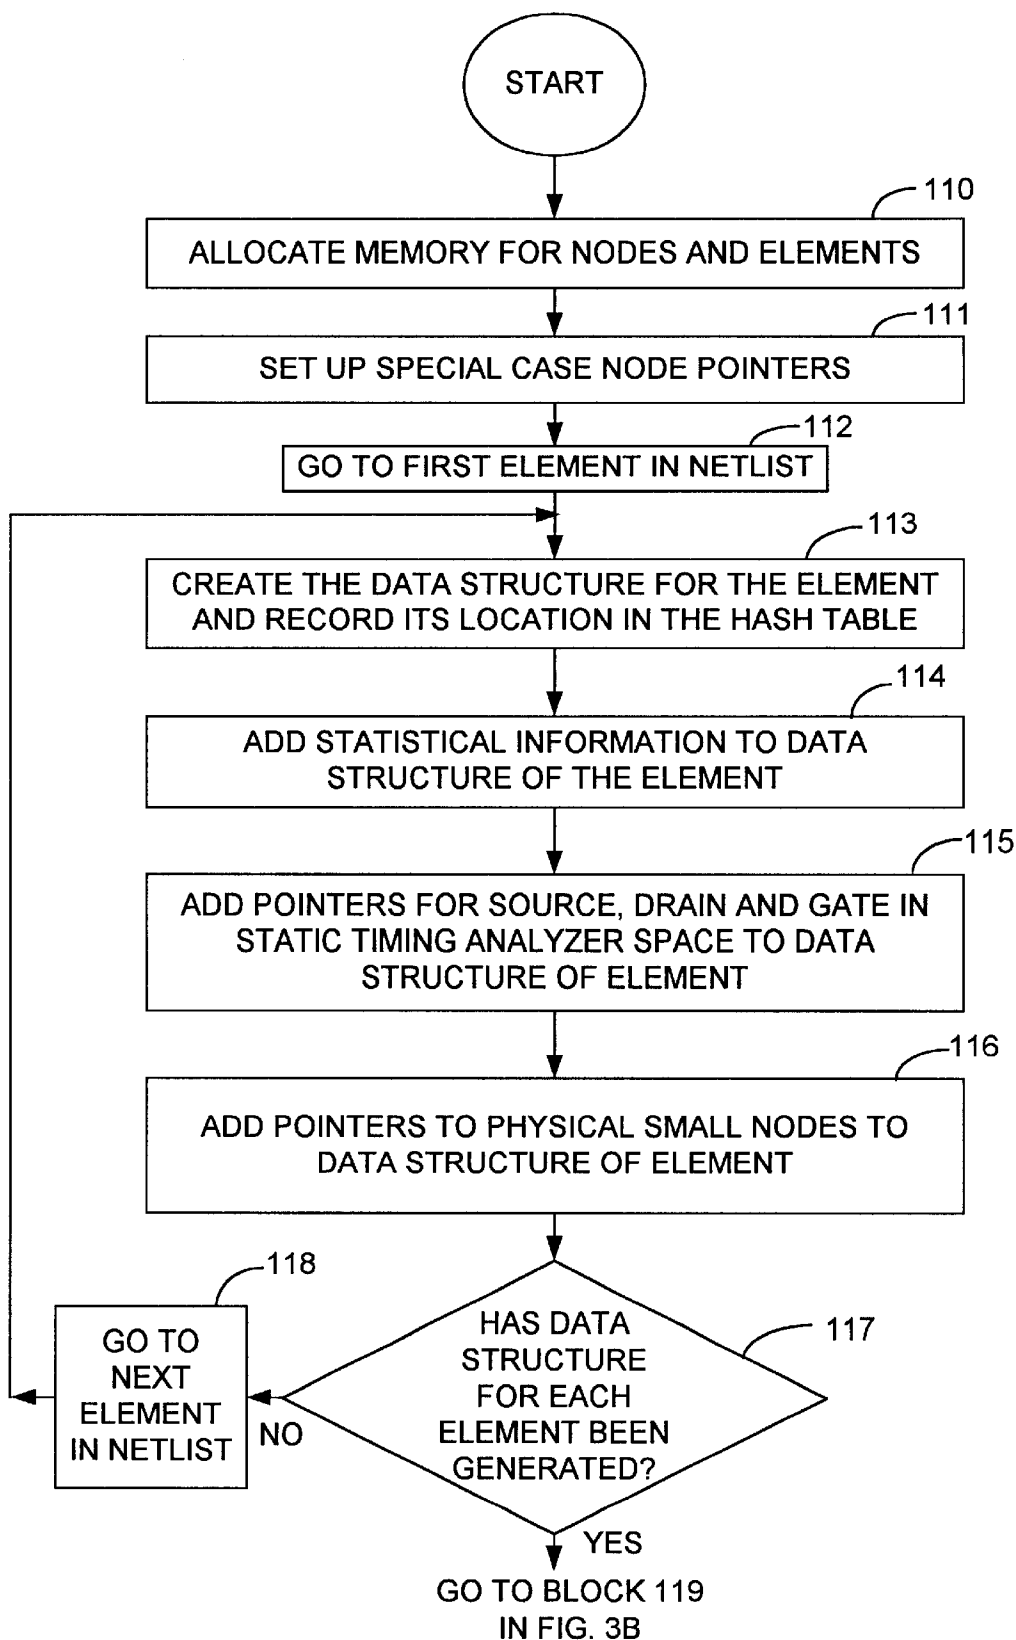 START
110
ALLOCATE MEMORY FOR NODES AND ELEMENTS
111
SET UP SPECIAL CASE NODE POINTERS
112
GO TO FIRST ELEMENT IN NETLIST
113
CREATE THE DATA STRUCTURE FOR THE ELEMENT
AND RECORD ITS LOCATION IN THE HASH TABLE
114
ADD STATISTICAL INFORMATION TO DATA
STRUCTURE OF THE ELEMENT
115
ADD POINTERS FOR SOURCE, DRAIN AND GATE IN
STATIC TIMING ANALYZER SPACE TO DATA
STRUCTURE OF ELEMENT
116
ADD POINTERS TO PHYSICAL SMALL NODES TO
DATA STRUCTURE OF ELEMENT
117
HAS DATA
STRUCTURE
FOR EACH
ELEMENT BEEN
GENERATED?
118
GO TO
NEXT
ELEMENT
IN NETLIST
NO
YES
GO TO BLOCK 119
IN FIG. 3B